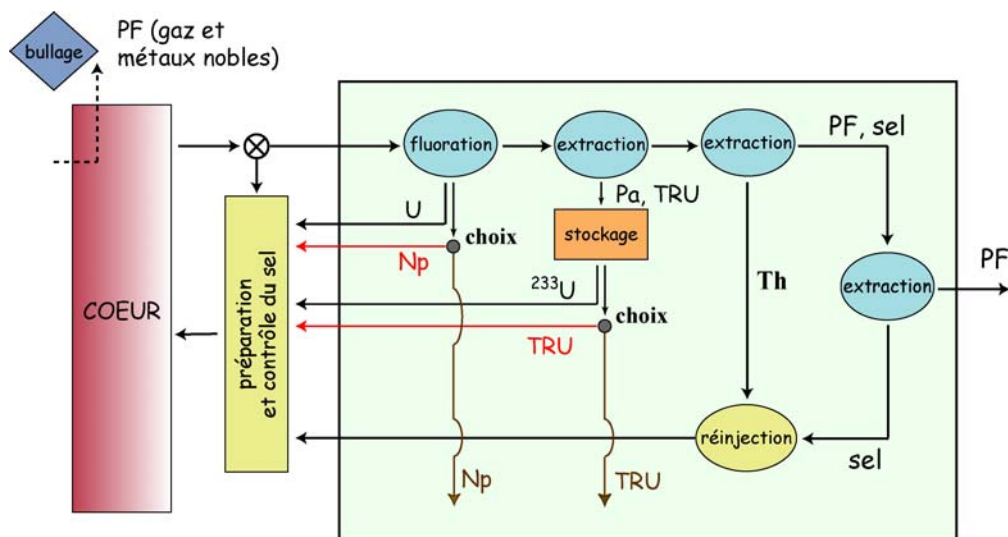 bullage
PF (gaz et
métaux nobles)
COEUR
préparation
et contrôle du sel
fluoration
extraction
extraction
PF, sel
U
choix
Np
Pa, TRU
stockage
²³³U
choix
TRU
Th
extraction
PF
réinjection
sel
Np
TRU